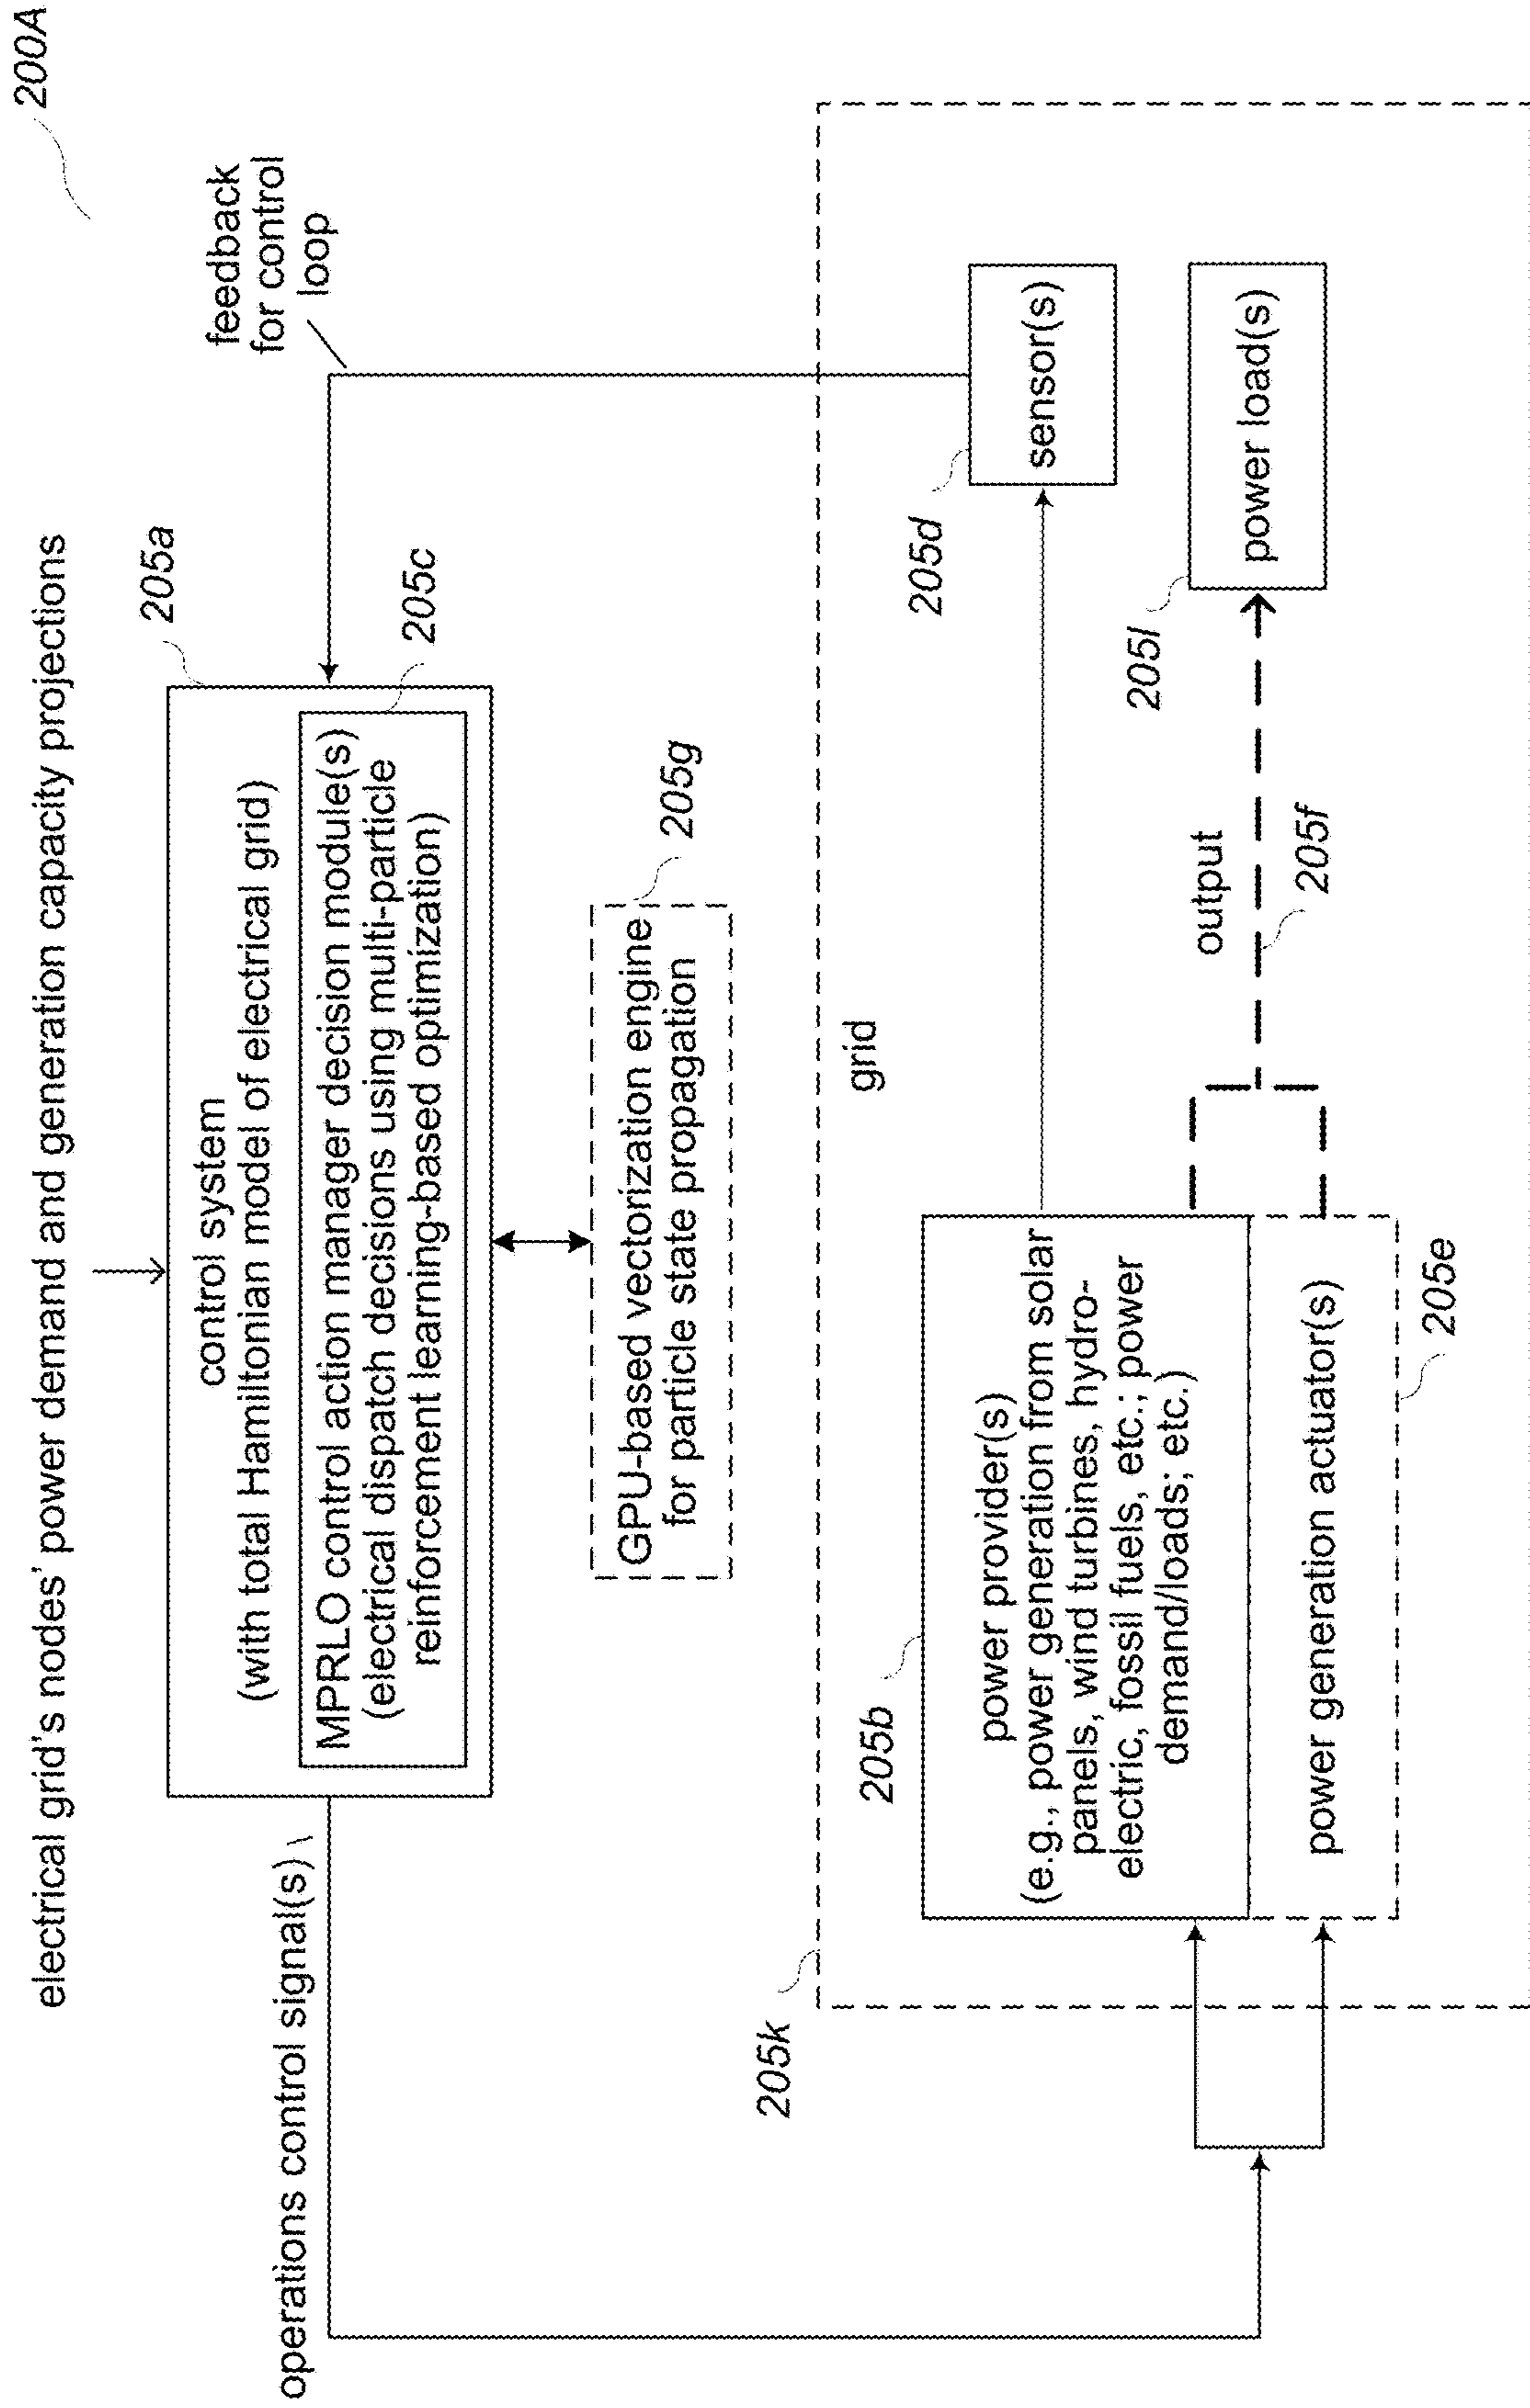 200A
electrical grid's nodes' power demand and generation capacity projections
205a
control system
(with total Hamiltonian model of electrical grid)
205c
MPRLO control action manager decision module(s)
(electrical dispatch decisions using multi-particle
reinforcement learning-based optimization)
operations control signal(s)
feedback
for control
loop
205g
GPU-based vectorization engine
for particle state propagation
205k
grid
205b
power provider(s)
(e.g., power generation from solar
panels, wind turbines, hydro-
electric, fossil fuels, etc.; power
demand/loads; etc.)
power generation actuator(s)
205e
205d
sensor(s)
output
205f
205l
power load(s)